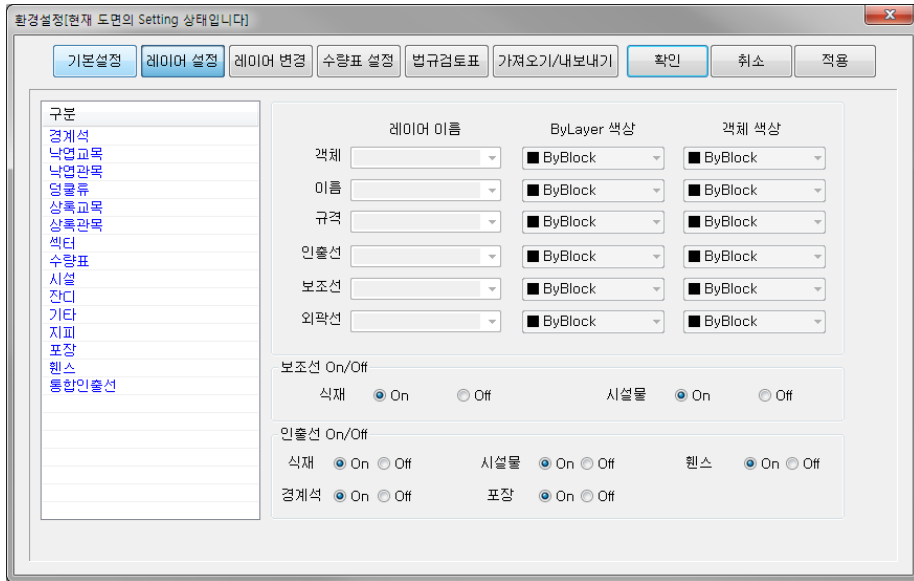 환경설정[현재 도면의 Setting 상태입니다]
기본설정 레이어 설정 레이어 변경 수량표 설정 법규검토표 가져오기/내보내기 확인 취소 적용
구분
경계석
낙엽교목
낙엽관목
덩쿨류
상록교목
상록관목
섹터
수량표
시설
잔디
기타
지피
포장
휀스
통합인출선
레이어 이름 ByLayer 색상 객체 색상
객체 ByBlock ByBlock
이름 ByBlock ByBlock
규격 ByBlock ByBlock
인출선 ByBlock ByBlock
보조선 ByBlock ByBlock
외곽선 ByBlock ByBlock
보조선 On/Off
식재 On Off 시설물 On Off
인출선 On/Off
식재 On Off 시설물 On Off 휀스 On Off
경계석 On Off 포장 On Off